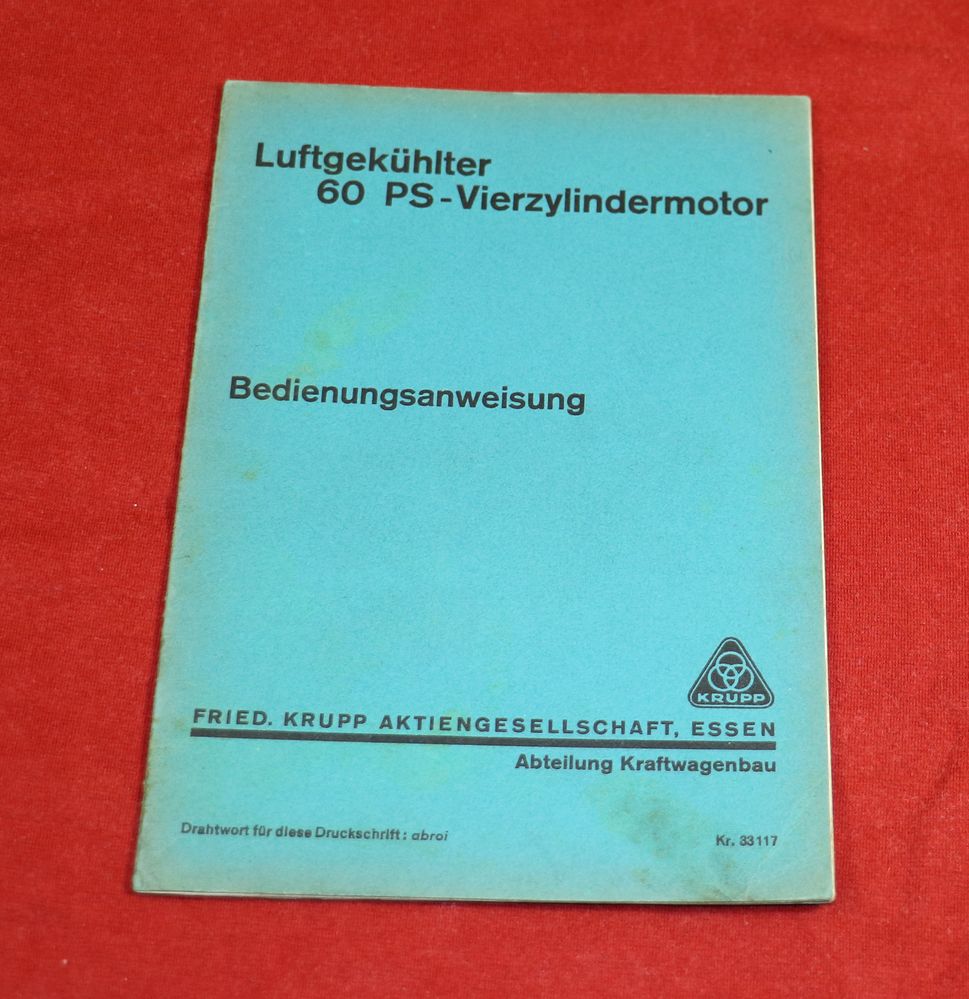 Luftgekühlter
60 PS-Vierzylindermotor
Bedienungsanweisung
KRUPP
FRIED. KRUPP AKTIENGESELLSCHAFT, ESSEN
Abteilung Kraftwagenbau
Drahtwort für diese Druckschrift: abroi
Kr. 33117